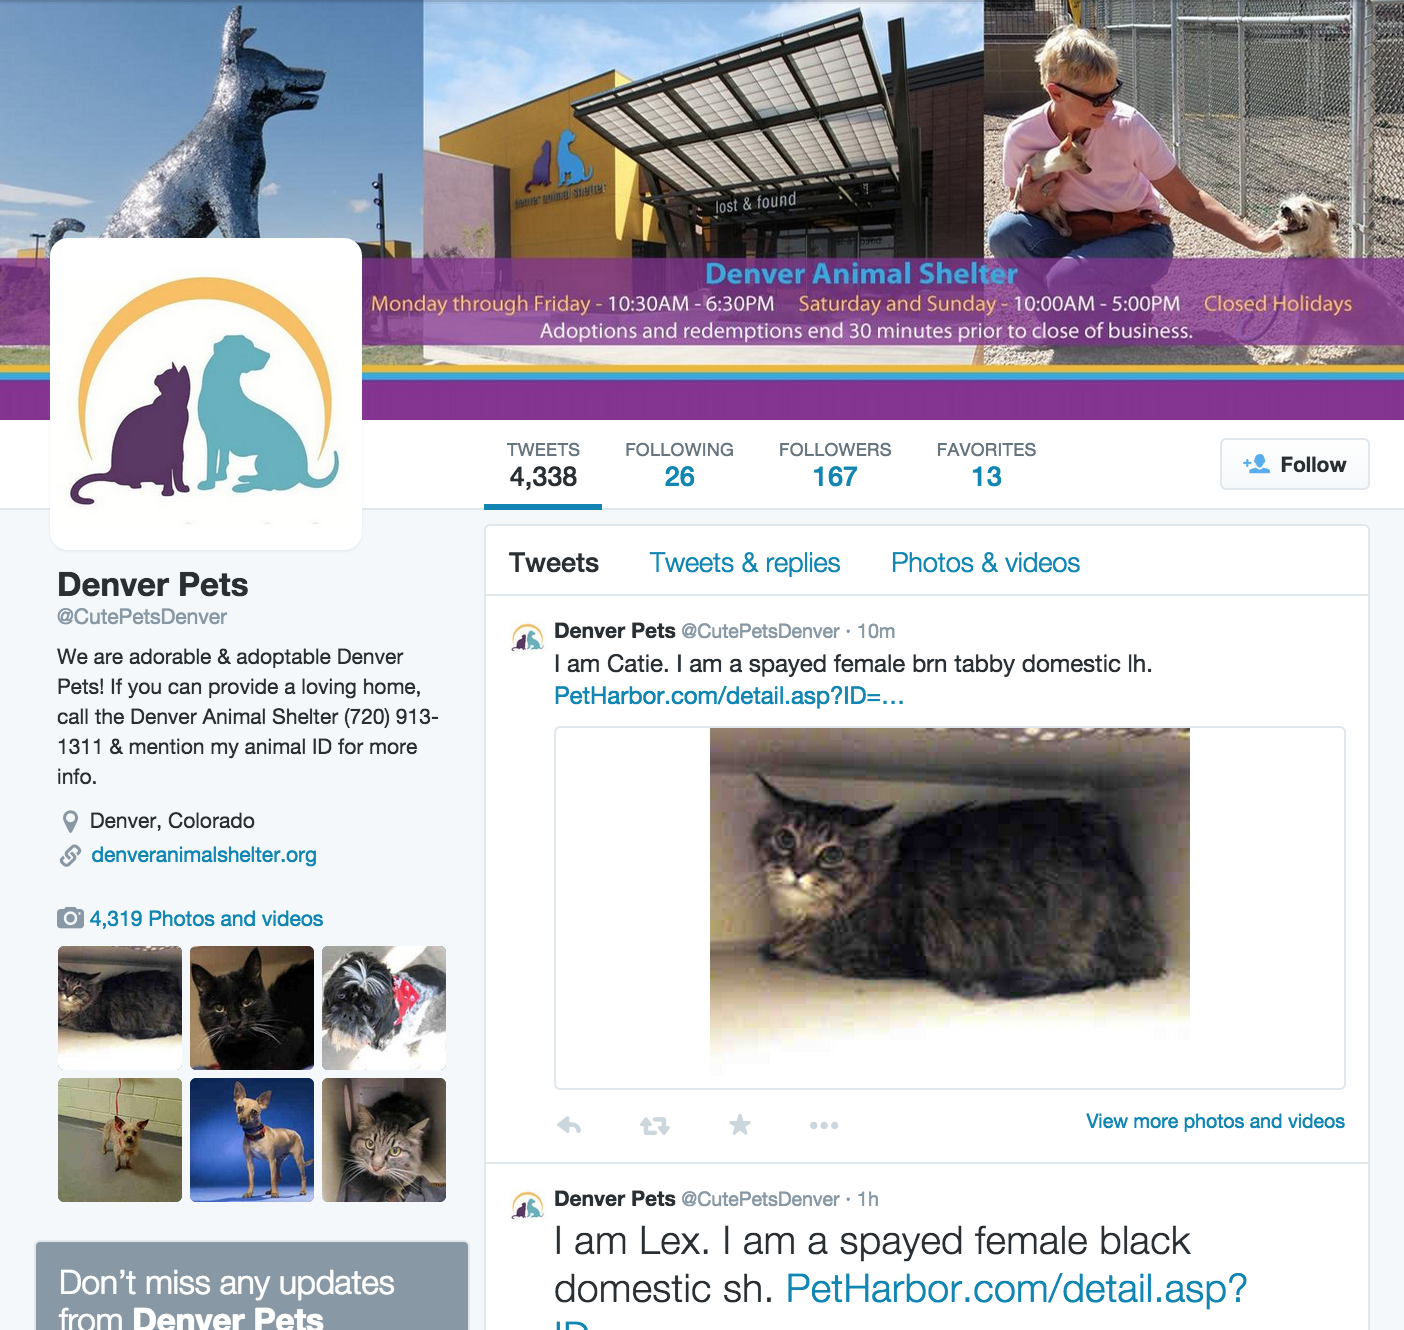 denver animal shelter
lost & found
Denver Animal Shelter
Monday through Friday - 10:30AM - 6:30PM Saturday and Sunday - 10:00AM - 5:00PM Closed Holidays
Adoptions and redemptions end 30 minutes prior to close of business.
TWEETS FOLLOWING FOLLOWERS FAVORITES
4,338 26 167 13
Follow
Denver Pets
@CutePetsDenver
We are adorable & adoptable Denver
Pets! If you can provide a loving home,
call the Denver Animal Shelter (720) 913-
1311 & mention my animal ID for more
info.
Denver, Colorado
denveranimalshelter.org
4,319 Photos and videos
Don't miss any updates
from Denver Pets
Tweets Tweets & replies Photos & videos
Denver Pets @CutePetsDenver · 10m
I am Catie. I am a spayed female brn tabby domestic lh.
PetHarbor.com/detail.asp?ID=...
View more photos and videos
Denver Pets @CutePetsDenver · 1h
I am Lex. I am a spayed female black
domestic sh. PetHarbor.com/detail.asp?
ID